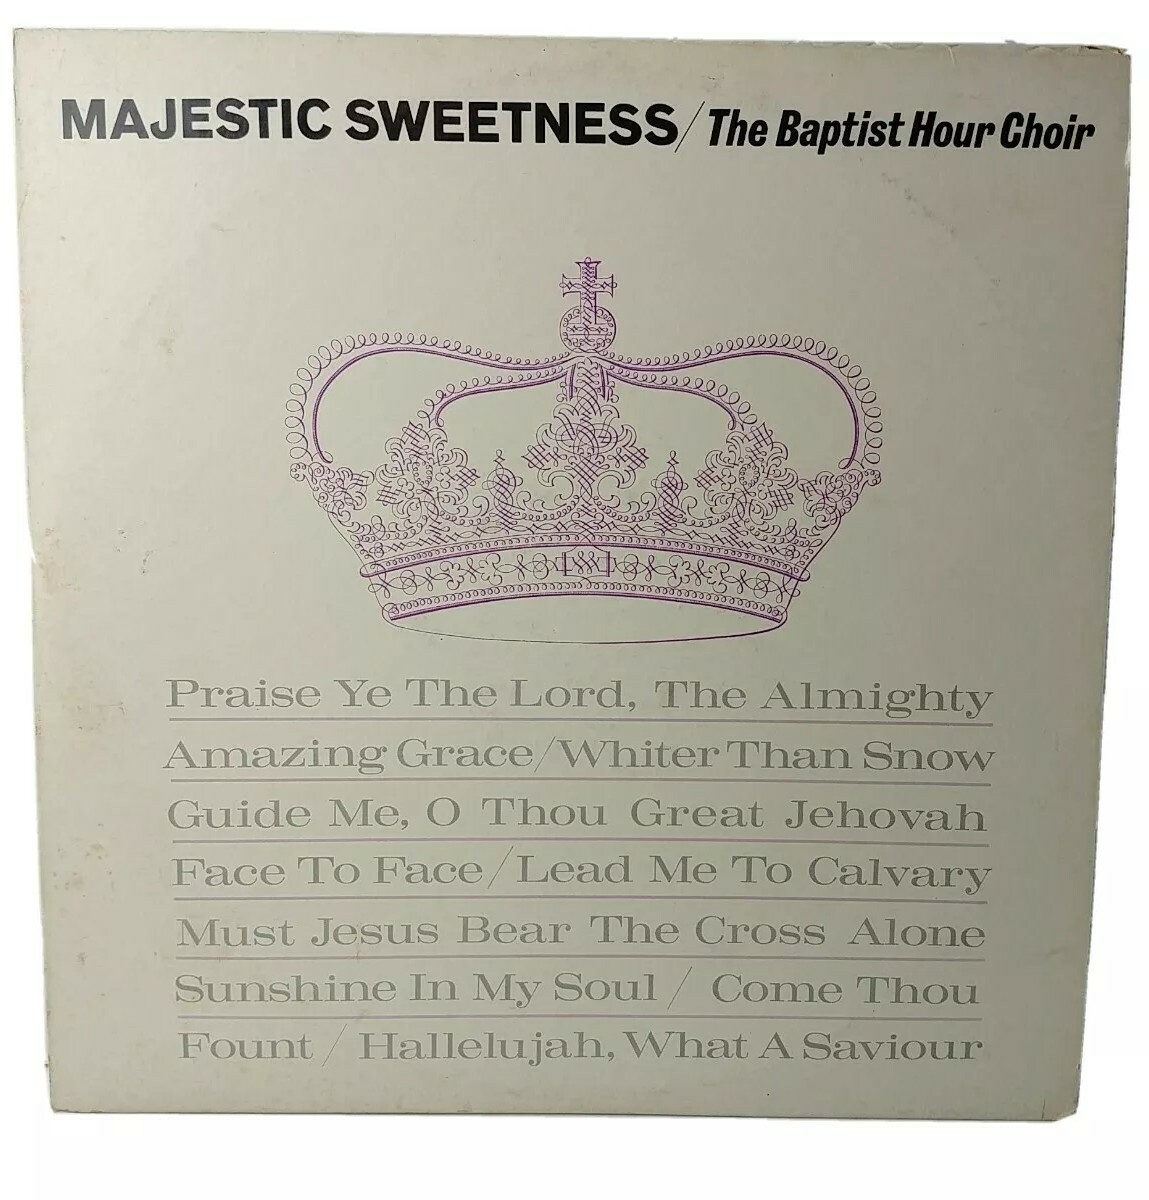 MAJESTIC SWEETNESS/The Baptist Hour Choir
Praise Ye The Lord, The Almighty
Amazing Grace/Whiter Than Snow
Guide Me, O Thou Great Jehovah
Face To Face/Lead Me To Calvary
Must Jesus Bear The Cross Alone
Sunshine In My Soul / Come Thou
Fount / Hallelujah, What A Saviour